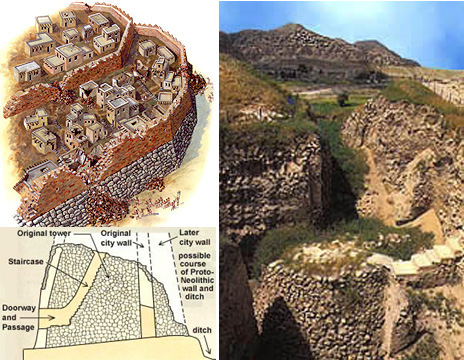 Original tower
Original
city wall
Later
city wall
Staircase
possible
course
of Proto-
Neolithic
wall and
ditch
Doorway
and
Passage
ditch